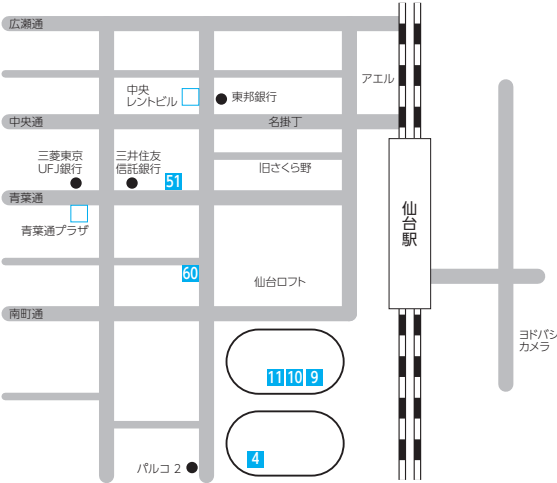 広瀬通
アエル
中央
レントビル
東邦銀行
中央通
名掛丁
三菱東京
UFJ銀行
三井住友
信託銀行
51
旧さくら野
青葉通
仙台駅
青葉通プラザ
60
仙台ロフト
南町通
ヨドバシ
カメラ
11 10 9
4
パルコ 2